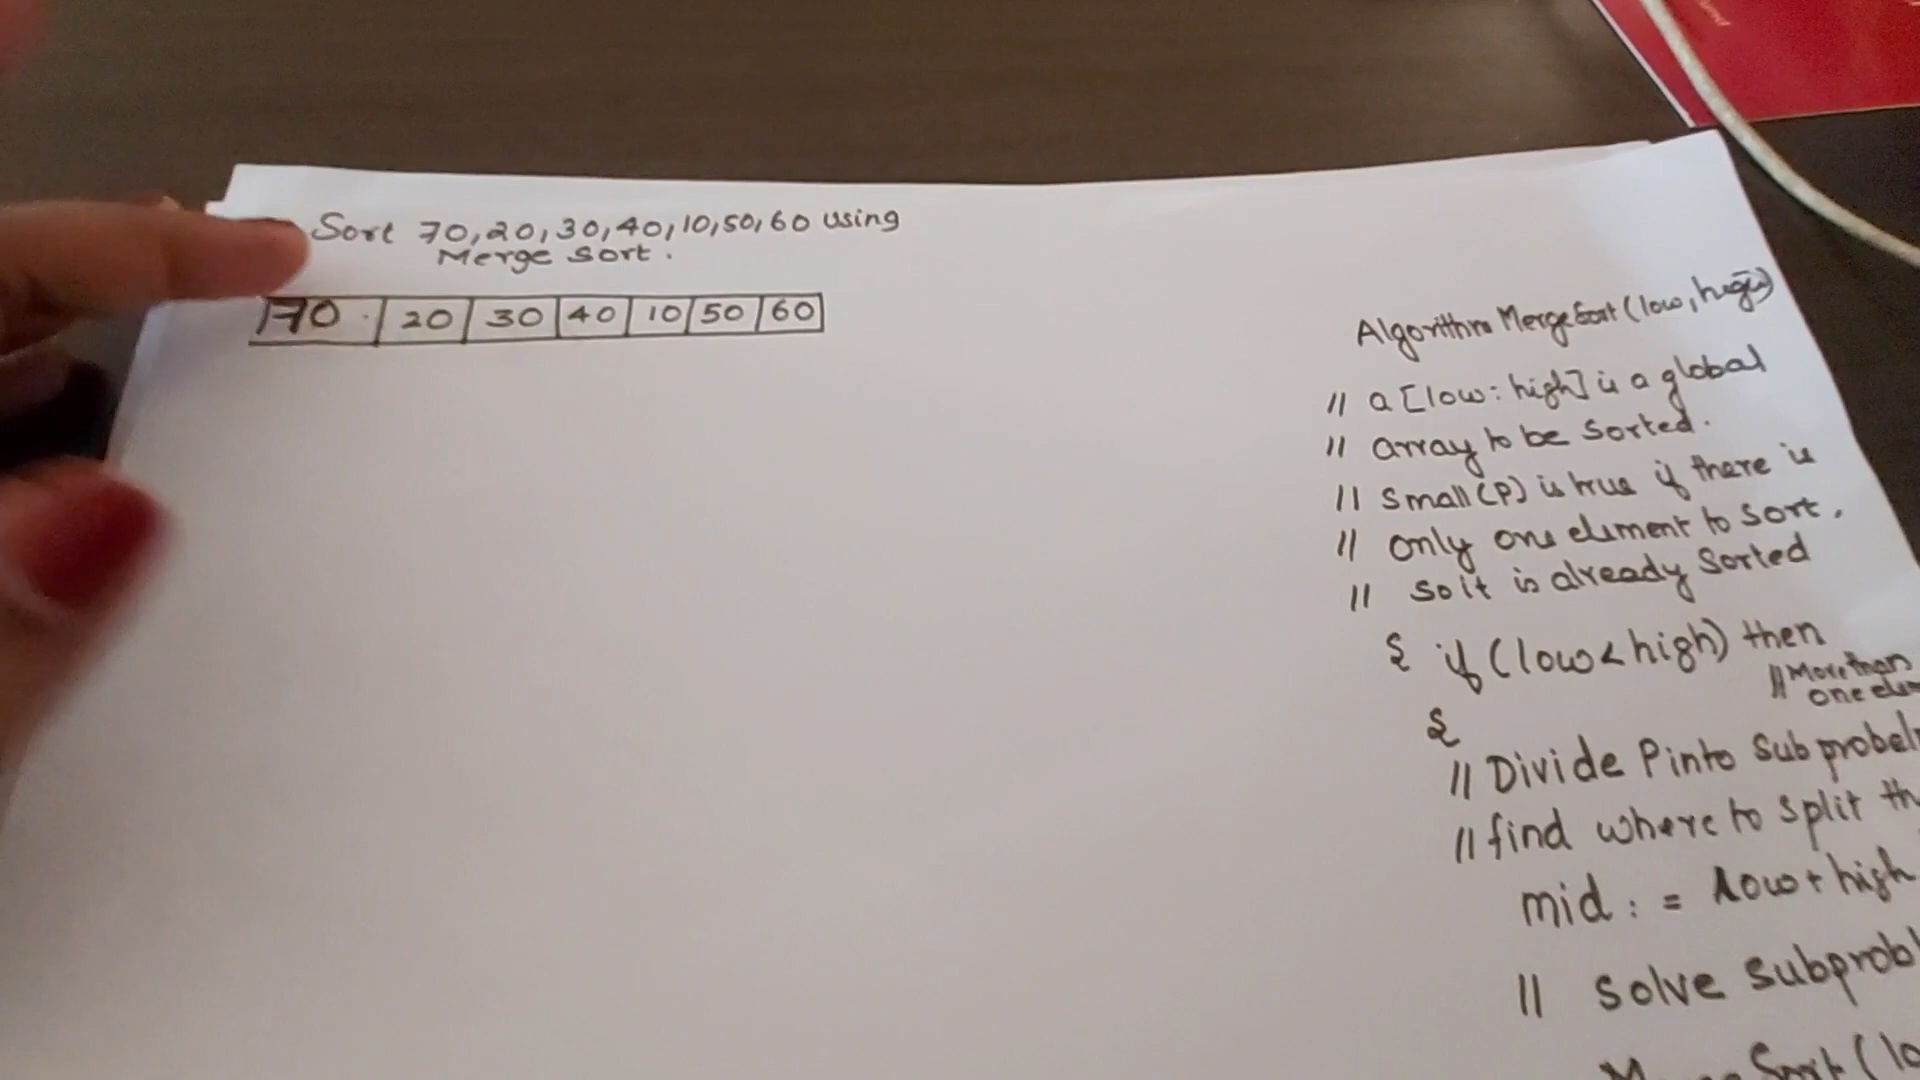 Sort 70,20,30,40,10,50,60 using
Merge Sort.
70 20 30 40 10 50 60
Algorithm MergeSort (low, high)
// a [low: high] is a global
// array to be sorted.
// Small (P) is true if there is
// only one element to sort.
// So it is already sorted
{ if (low < high) then
// More than
one
{
// Divide P into Sub
// find where to split
mid : = low + high
// Solve